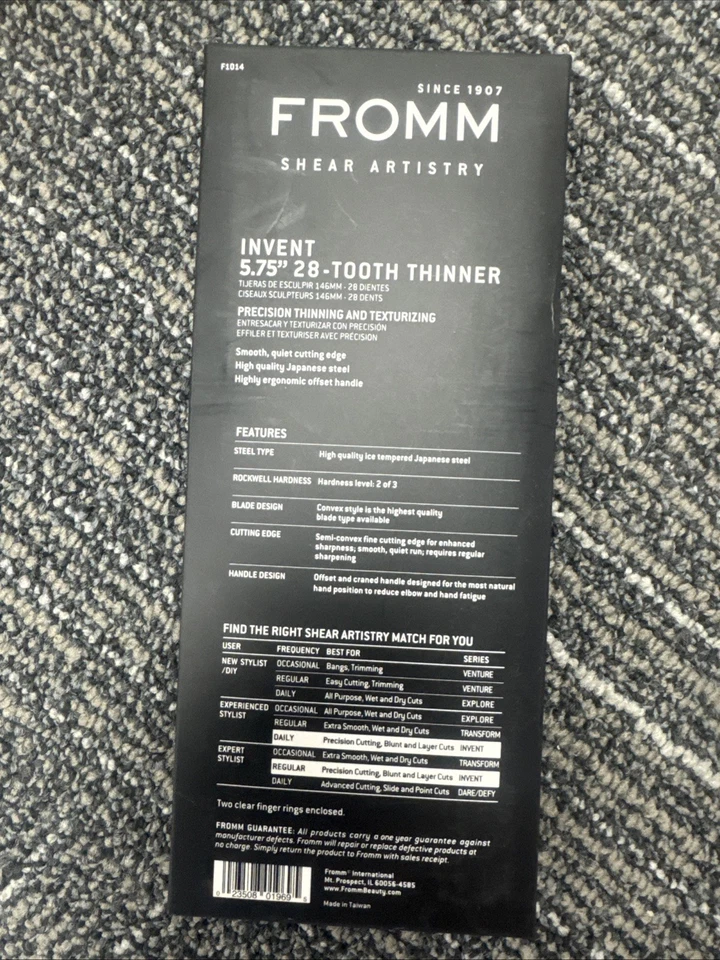 F1014
SINCE 1907
FROMM
SHEAR ARTISTRY
INVENT
5.75” 28-TOOTH THINNER
TIJERAS DE ESCULPIR 146MM - 28 DIENTES
CISEAUX SCULPTEURS 146MM - 28 DENTS
PRECISION THINNING AND TEXTURIZING
ENTRESACAR Y TEXTURIZAR CON PRECISIÓN
EFFILER ET TEXTURISER AVEC PRÉCISION
Smooth, quiet cutting edge
High quality Japanese steel
Highly ergonomic offset handle
FEATURES
STEEL TYPE High quality ice tempered Japanese steel
ROCKWELL HARDNESS Hardness level: 2 of 3
BLADE DESIGN Convex style is the highest quality
blade type available
CUTTING EDGE Semi-convex fine cutting edge for enhanced
sharpness; smooth, quiet run; requires regular
sharpening
HANDLE DESIGN Offset and craned handle designed for the most natural
hand position to reduce elbow and hand fatigue
FIND THE RIGHT SHEAR ARTISTRY MATCH FOR YOU
USER FREQUENCY BEST FOR SERIES
NEW STYLIST OCCASIONAL Bangs, Trimming VENTURE
/DIY REGULAR Easy Cutting, Trimming VENTURE
DAILY All Purpose, Wet and Dry Cuts EXPLORE
EXPERIENCED OCCASIONAL All Purpose, Wet and Dry Cuts EXPLORE
STYLIST REGULAR Extra Smooth, Wet and Dry Cuts TRANSFORM
DAILY Precision Cutting, Blunt and Layer Cuts INVENT
EXPERT OCCASIONAL Extra Smooth, Wet and Dry Cuts TRANSFORM
STYLIST REGULAR Precision Cutting, Blunt and Layer Cuts INVENT
DAILY Advanced Cutting, Slide and Point Cuts DARE/DEFY
Two clear finger rings enclosed.
FROMM GUARANTEE: All products carry a one year guarantee against
manufacturer defects. Fromm will repair or replace defective products at
no charge. Simply return the product to Fromm with sales receipt.
Fromm® International
Mt. Prospect, IL 60056-4585
www.FrommBeauty.com
Made in Taiwan
0 23508 01969 5